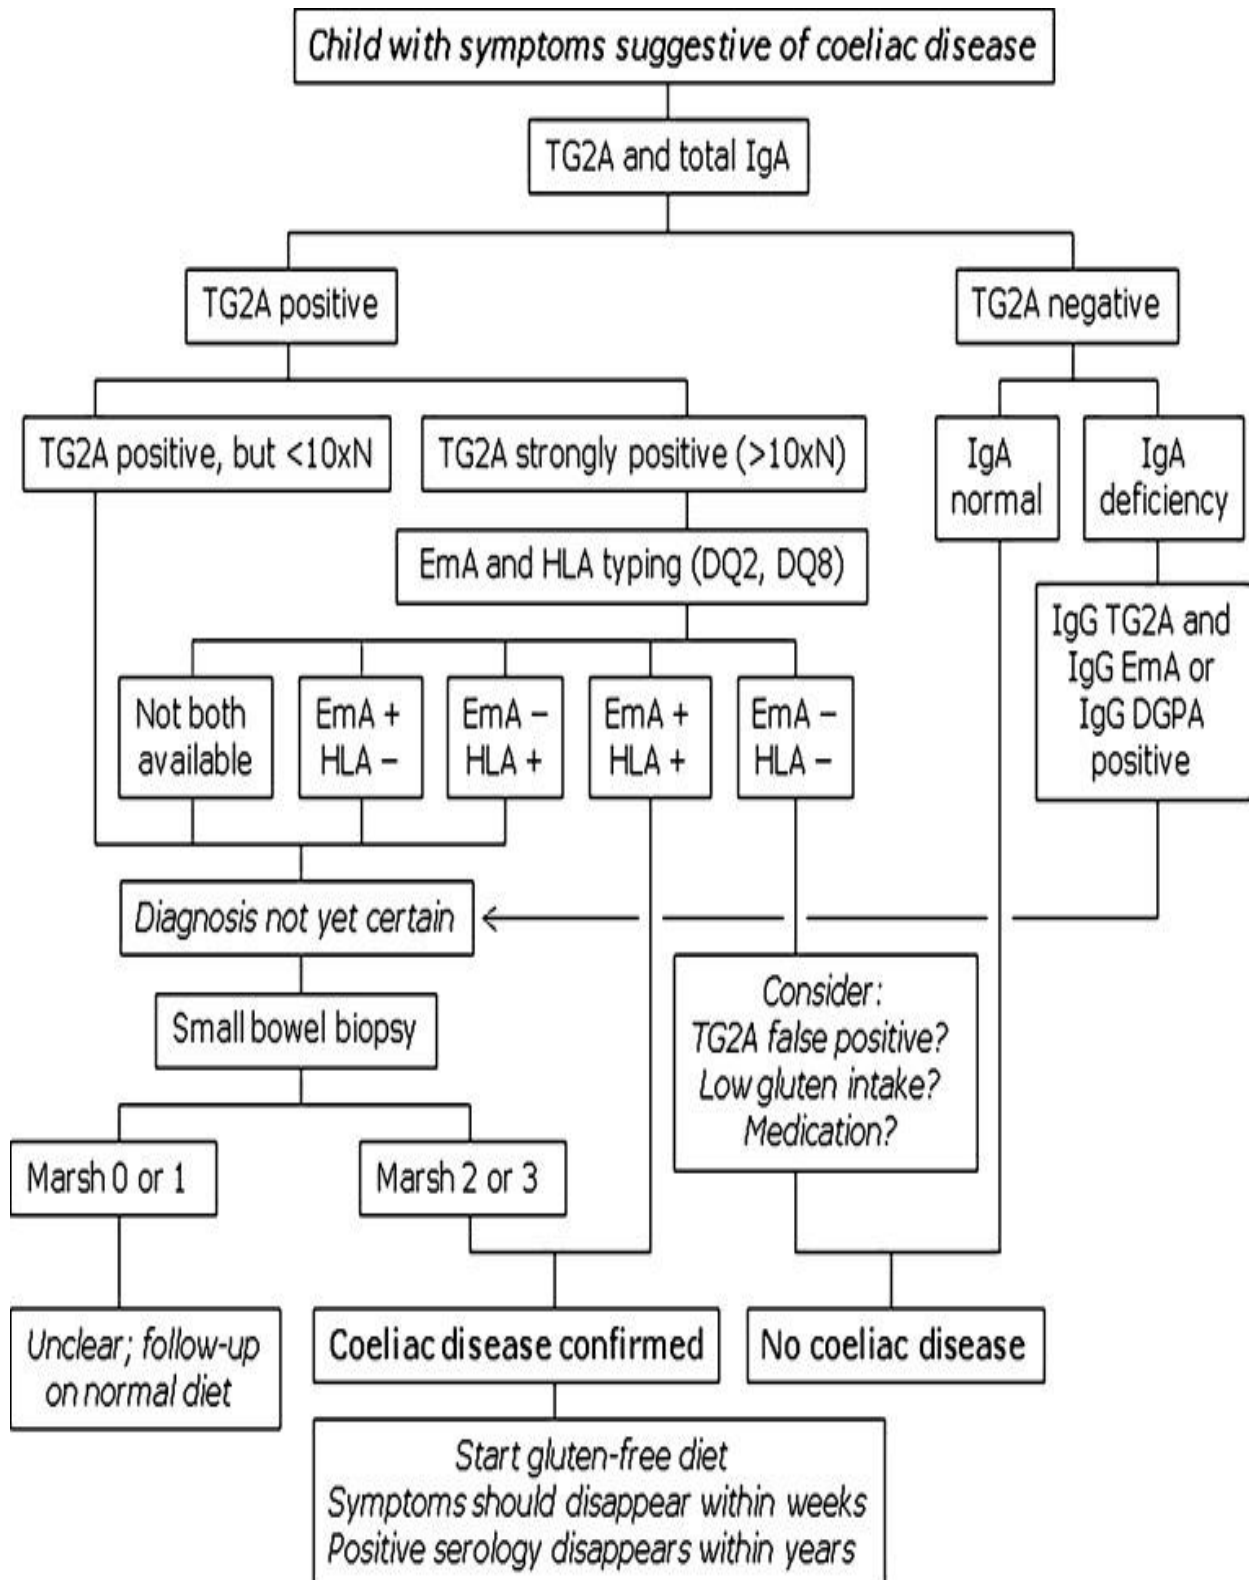 Child with symptoms suggestive of coeliac disease
TG2A and total IgA
TG2A positive
TG2A negative
TG2A positive, but <10xN
TG2A strongly positive (>10xN)
IgA
normal
IgA
deficiency
EmA and HLA typing (DQ2, DQ8)
IgG TG2A and
IgG EmA or
IgG DGPA
positive
Not both
available
EmA +
HLA –
EmA –
HLA +
EmA +
HLA +
EmA –
HLA –
Diagnosis not yet certain
Small bowel biopsy
Consider:
TG2A false positive?
Low gluten intake?
Medication?
Marsh 0 or 1
Marsh 2 or 3
Unclear; follow-up
on normal diet
Coeliac disease confirmed
No coeliac disease
Start gluten-free diet
Symptoms should disappear within weeks
Positive serology disappears within years